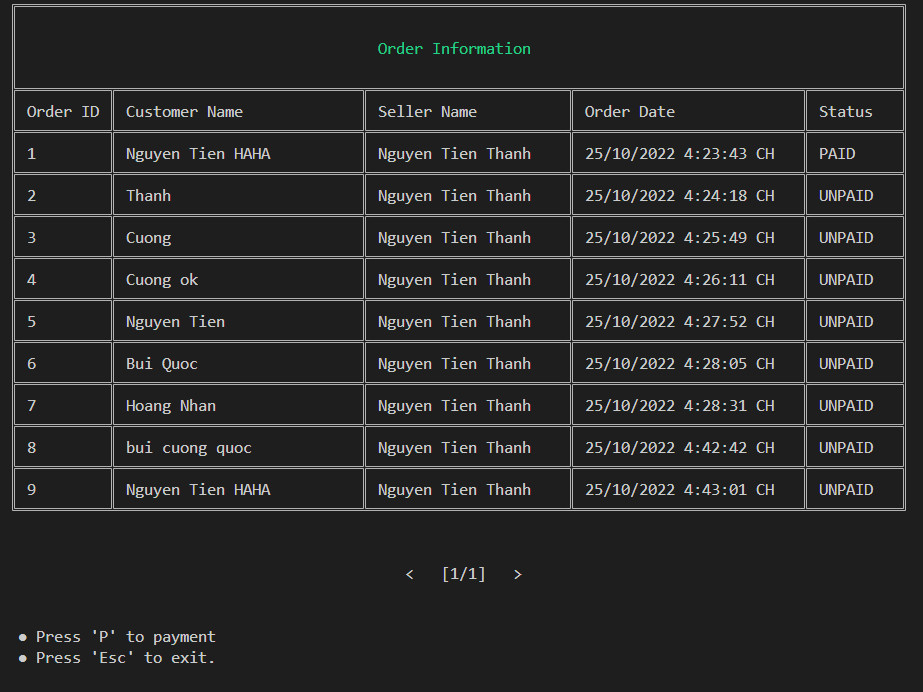 Order Information
Order ID Customer Name Seller Name Order Date Status
1 Nguyen Tien HAHA Nguyen Tien Thanh 25/10/2022 4:23:43 CH PAID
2 Thanh Nguyen Tien Thanh 25/10/2022 4:24:18 CH UNPAID
3 Cuong Nguyen Tien Thanh 25/10/2022 4:25:49 CH UNPAID
4 Cuong ok Nguyen Tien Thanh 25/10/2022 4:26:11 CH UNPAID
5 Nguyen Tien Nguyen Tien Thanh 25/10/2022 4:27:52 CH UNPAID
6 Bui Quoc Nguyen Tien Thanh 25/10/2022 4:28:05 CH UNPAID
7 Hoang Nhan Nguyen Tien Thanh 25/10/2022 4:28:31 CH UNPAID
8 bui cuong quoc Nguyen Tien Thanh 25/10/2022 4:42:42 CH UNPAID
9 Nguyen Tien HAHA Nguyen Tien Thanh 25/10/2022 4:43:01 CH UNPAID
< [1/1] >
● Press 'P' to payment
● Press 'Esc' to exit.